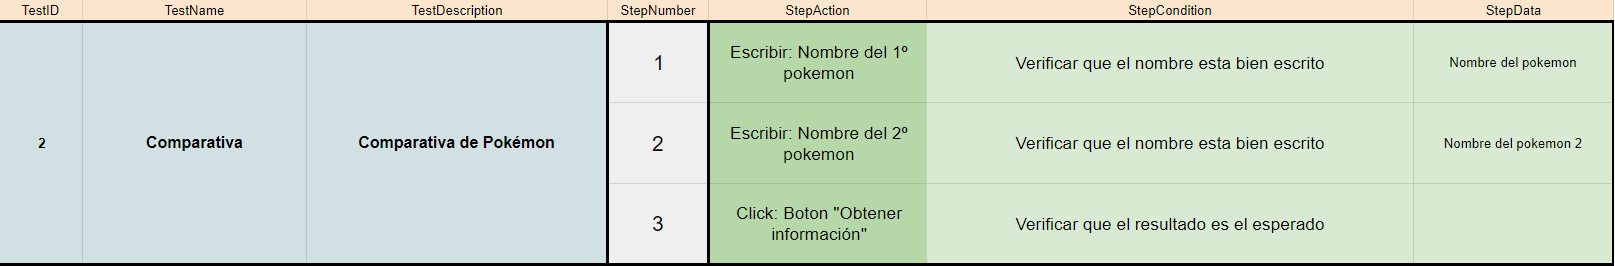 TestID TestName TestDescription StepNumber StepAction StepCondition StepData
2 Comparativa Comparativa de Pokémon
1 Escribir: Nombre del 1º
pokemon
Verificar que el nombre esta bien escrito Nombre del pokemon
2 Escribir: Nombre del 2º
pokemon
Verificar que el nombre esta bien escrito Nombre del pokemon 2
3 Click: Boton "Obtener
información"
Verificar que el resultado es el esperado